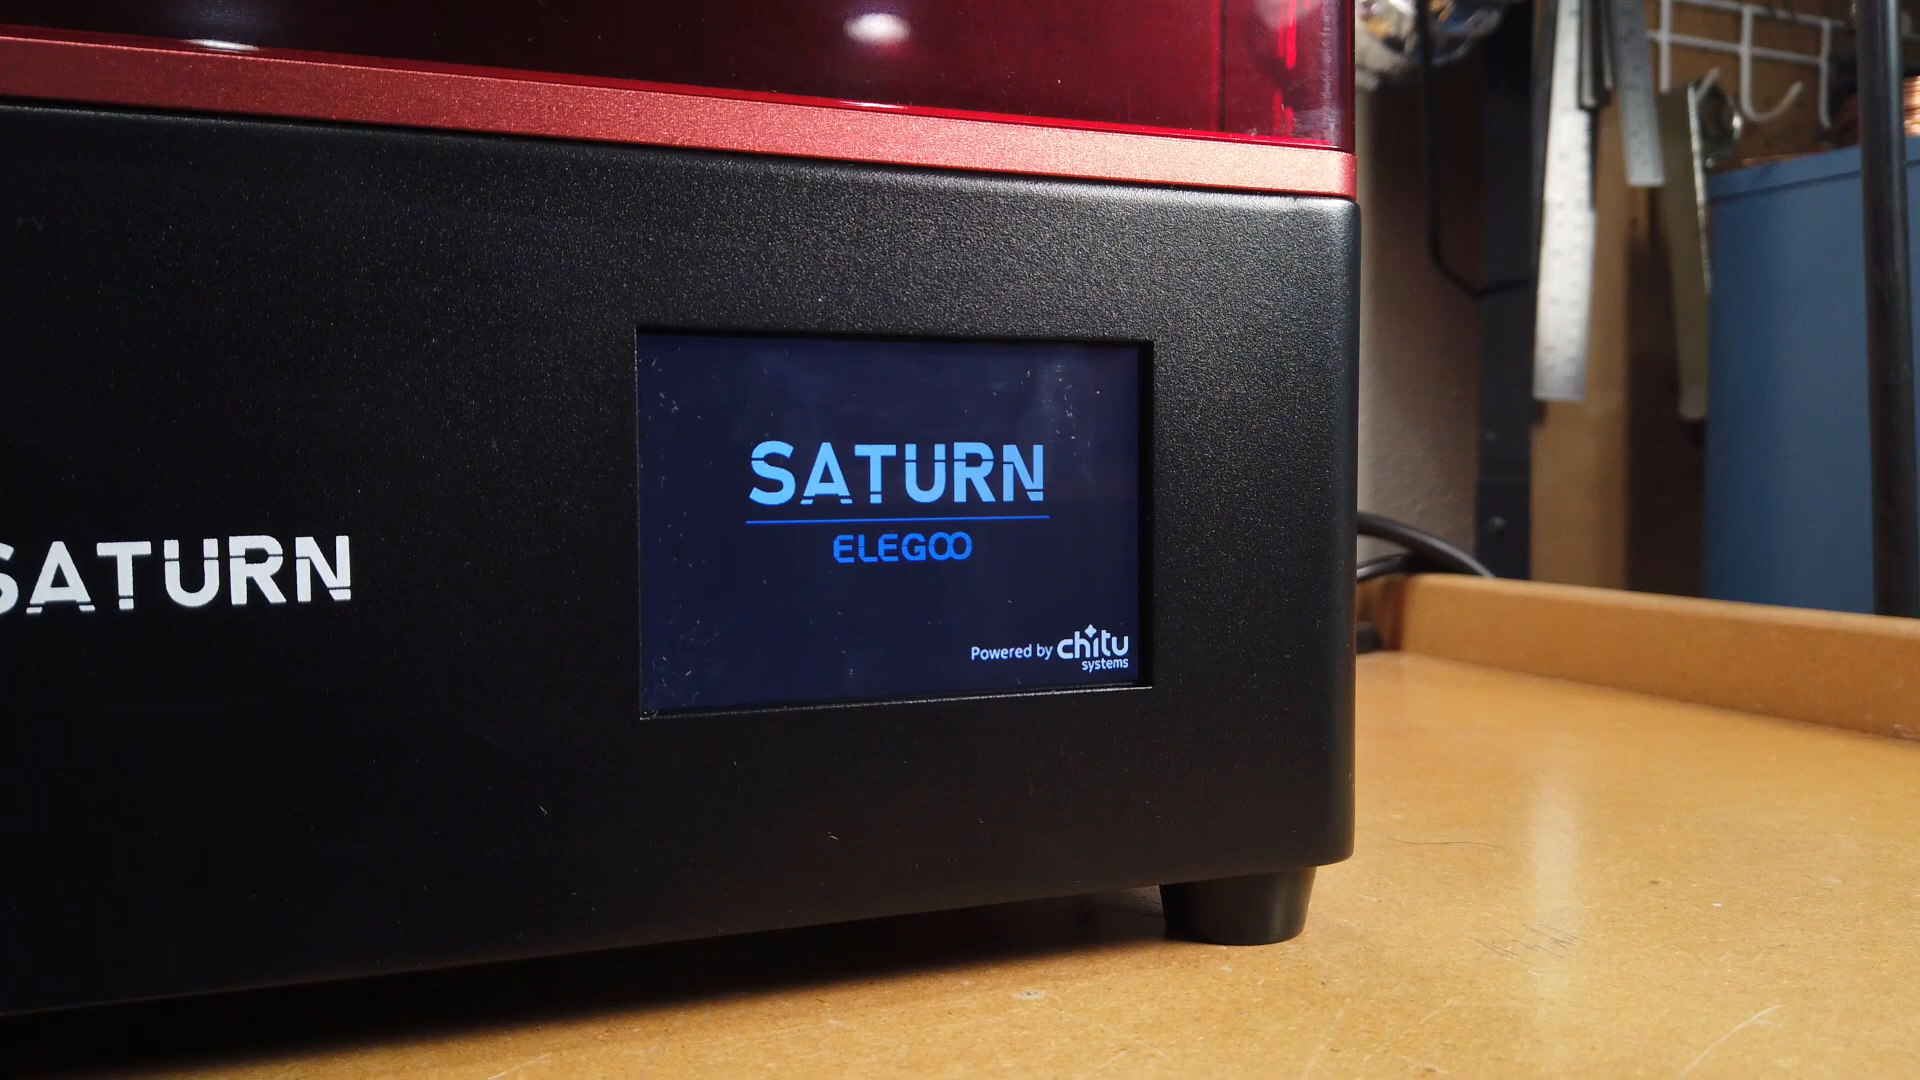 SATURN
SATURN
ELEGOO
Powered by chitu
systems